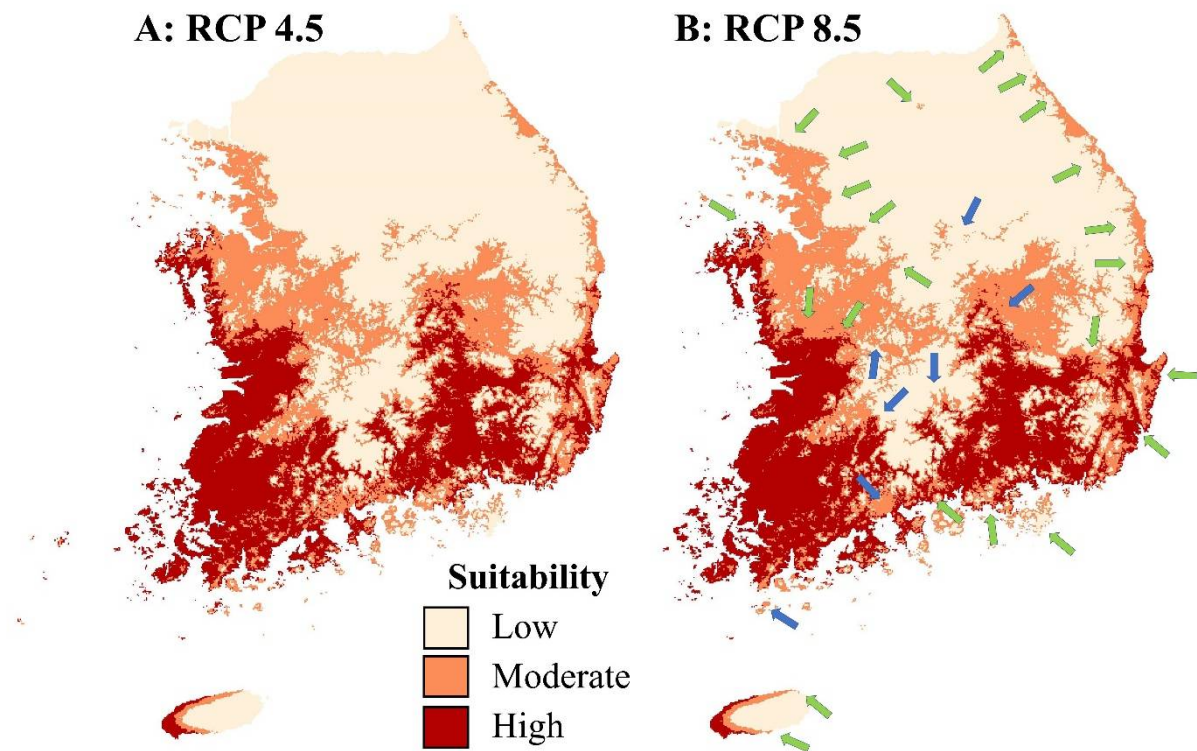 A: RCP 4.5
B: RCP 8.5
Suitability
Low
Moderate
High